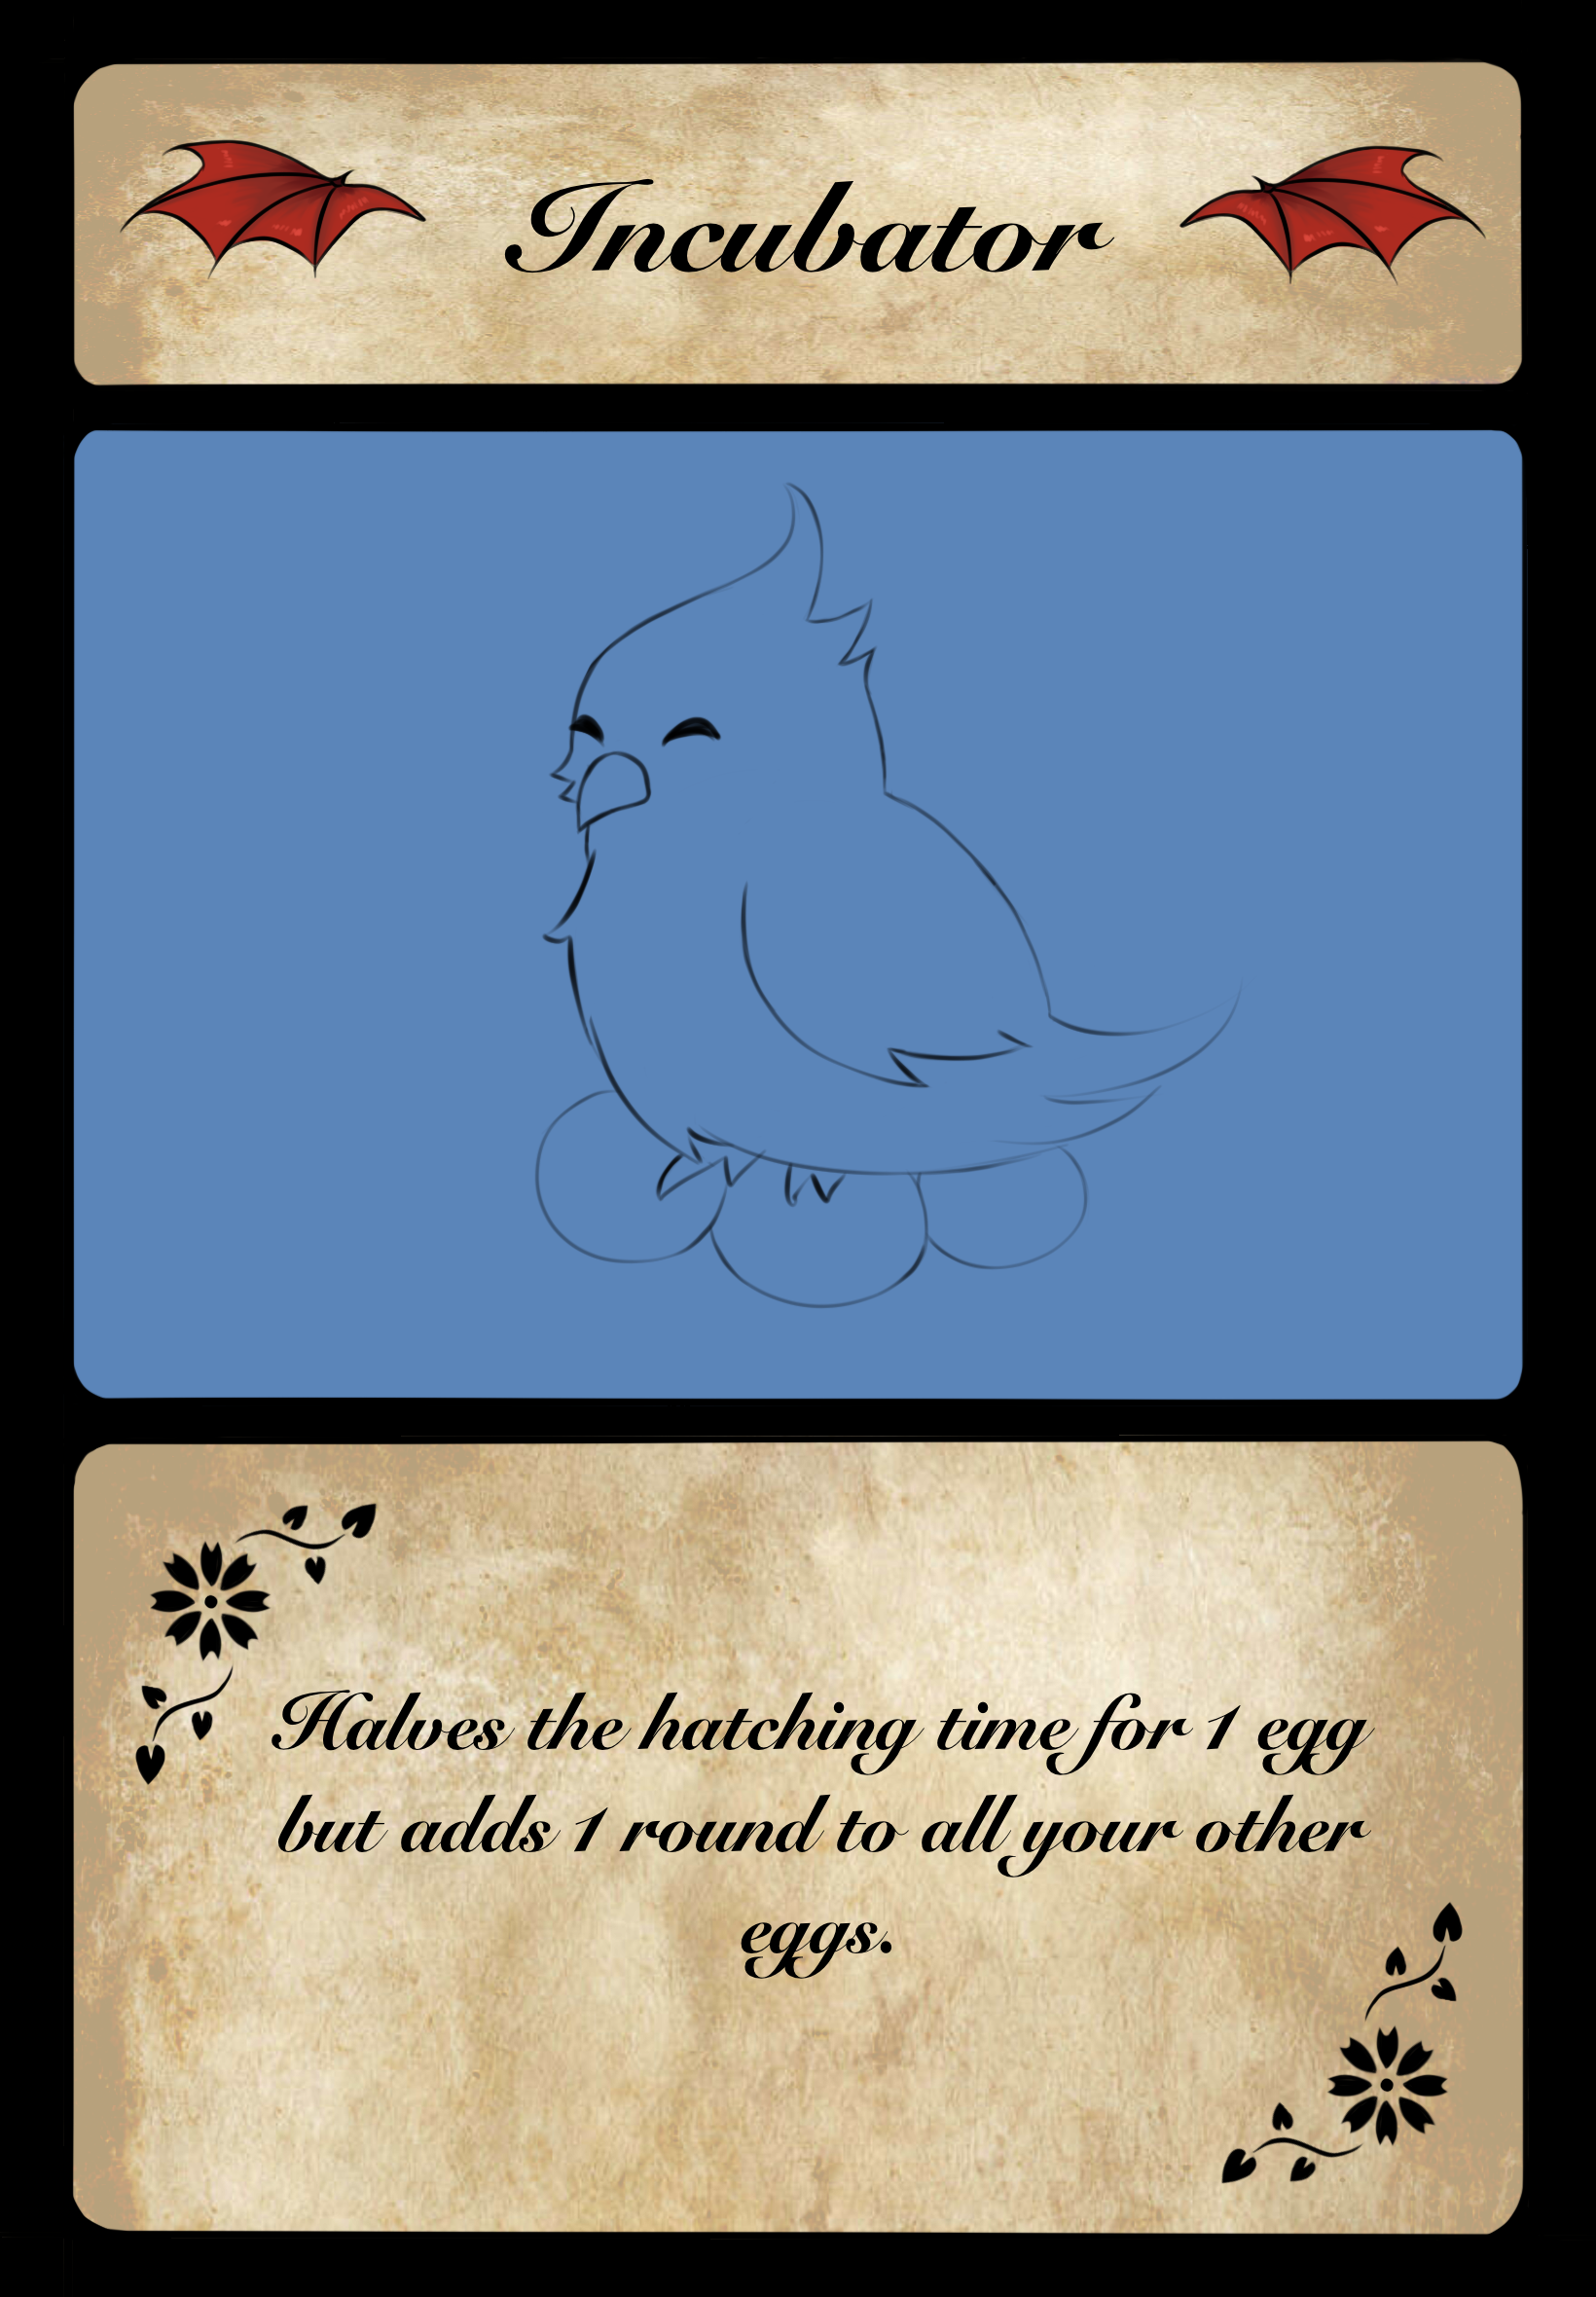 Incubator
Halves the hatching time for 1 egg
but adds 1 round to all your other
eggs.